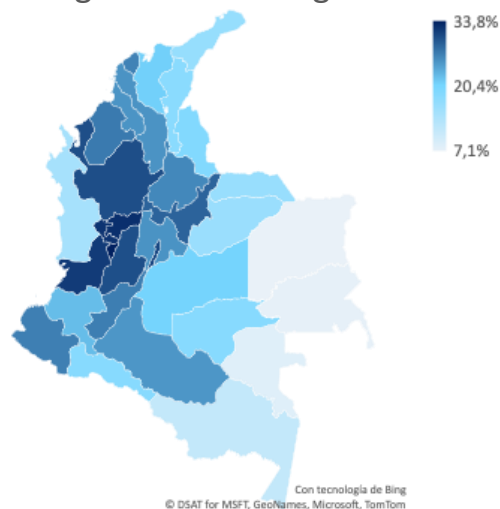 33,8%
20,4%
7,1%
Con tecnología de Bing
© DSAT for MSFT, GeoNames, Microsoft, TomTom